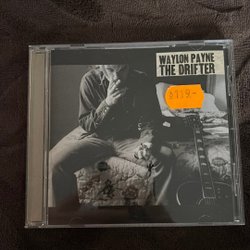 WAYLON PAYNE
THE DRIFTER